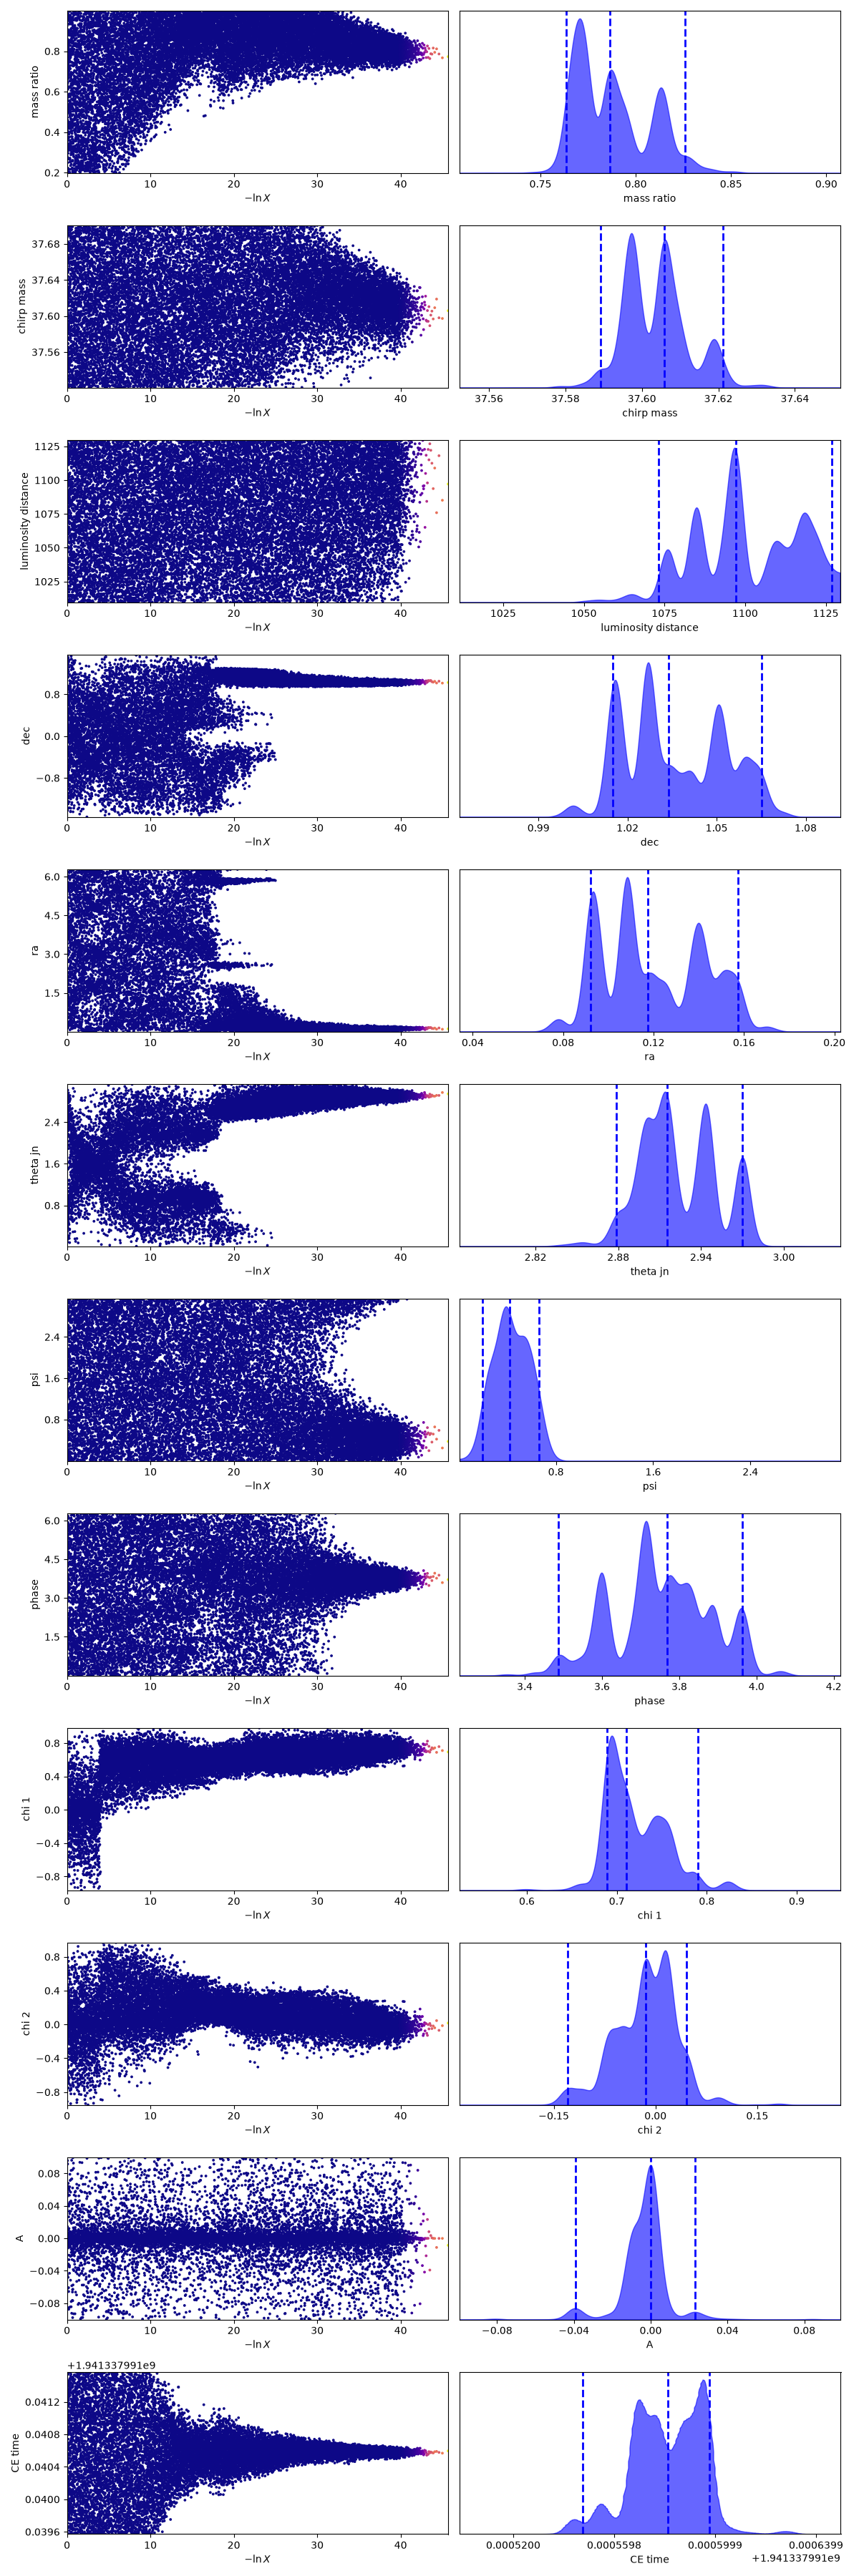 0.8
0.6
0.4
0.2
mass ratio
0 10 20 30 40
−ln X
0.75 0.80 0.85 0.90
mass ratio
37.68
37.64
37.60
37.56
chirp mass
0 10 20 30 40
−ln X
37.56 37.58 37.60 37.62 37.64
chirp mass
1125
1100
1075
1050
1025
luminosity distance
0 10 20 30 40
−ln X
1025 1050 1075 1100 1125
luminosity distance
0.8
0.0
−0.8
dec
0 10 20 30 40
−ln X
0.99 1.02 1.05 1.08
dec
6.0
4.5
3.0
1.5
ra
0 10 20 30 40
−ln X
0.04 0.08 0.12 0.16 0.20
ra
2.4
1.6
0.8
theta jn
0 10 20 30 40
−ln X
2.82 2.88 2.94 3.00
theta jn
2.4
1.6
0.8
psi
0 10 20 30 40
−ln X
0.8 1.6 2.4
psi
6.0
4.5
3.0
1.5
phase
0 10 20 30 40
−ln X
3.4 3.6 3.8 4.0 4.2
phase
0.8
0.4
0.0
−0.4
−0.8
chi 1
0 10 20 30 40
−ln X
0.6 0.7 0.8 0.9
chi 1
0.8
0.4
0.0
−0.4
−0.8
chi 2
0 10 20 30 40
−ln X
−0.15 0.00 0.15
chi 2
0.08
0.04
0.00
−0.04
−0.08
A
0 10 20 30 40
−ln X
−0.08 −0.04 0.00 0.04 0.08
A
+1.941337991e9
0.0412
0.0408
0.0404
0.0400
0.0396
CE time
0 10 20 30 40
−ln X
0.0005200 0.0005598 0.0005999 0.0006399
CE time
+1.941337991e9